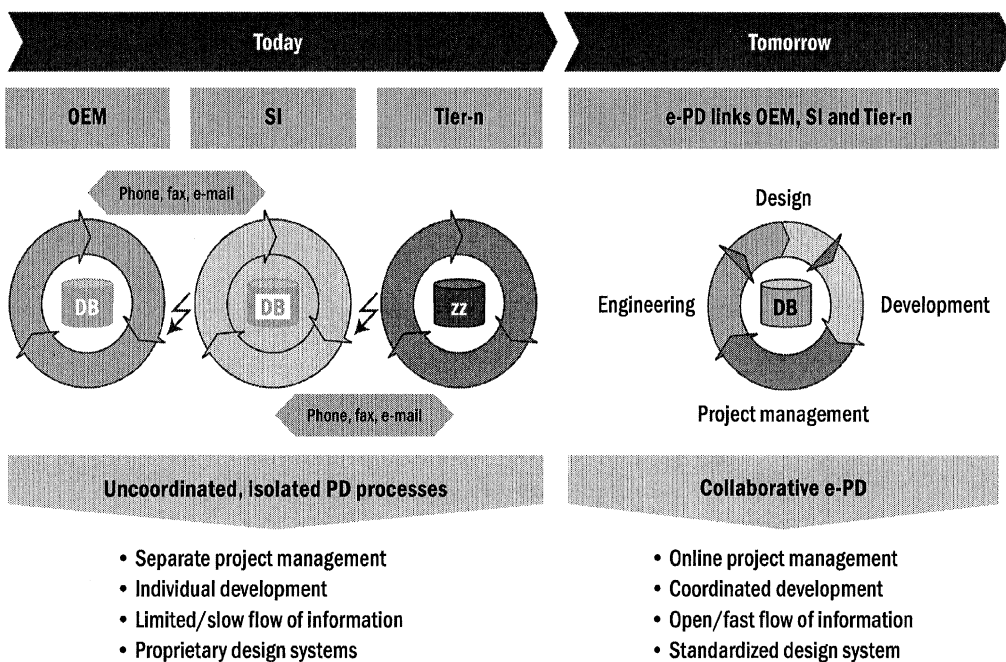 Today
Tomorrow
OEM
SI
Tier-n
e-PD links OEM, SI and Tier-n
Phone, fax, e-mail
DB
DB
zz
Phone, fax, e-mail
Design
Engineering
DB
Development
Project management
Uncoordinated, isolated PD processes
• Separate project management
• Individual development
• Limited/slow flow of information
• Proprietary design systems
Collaborative e-PD
• Online project management
• Coordinated development
• Open/fast flow of information
• Standardized design system